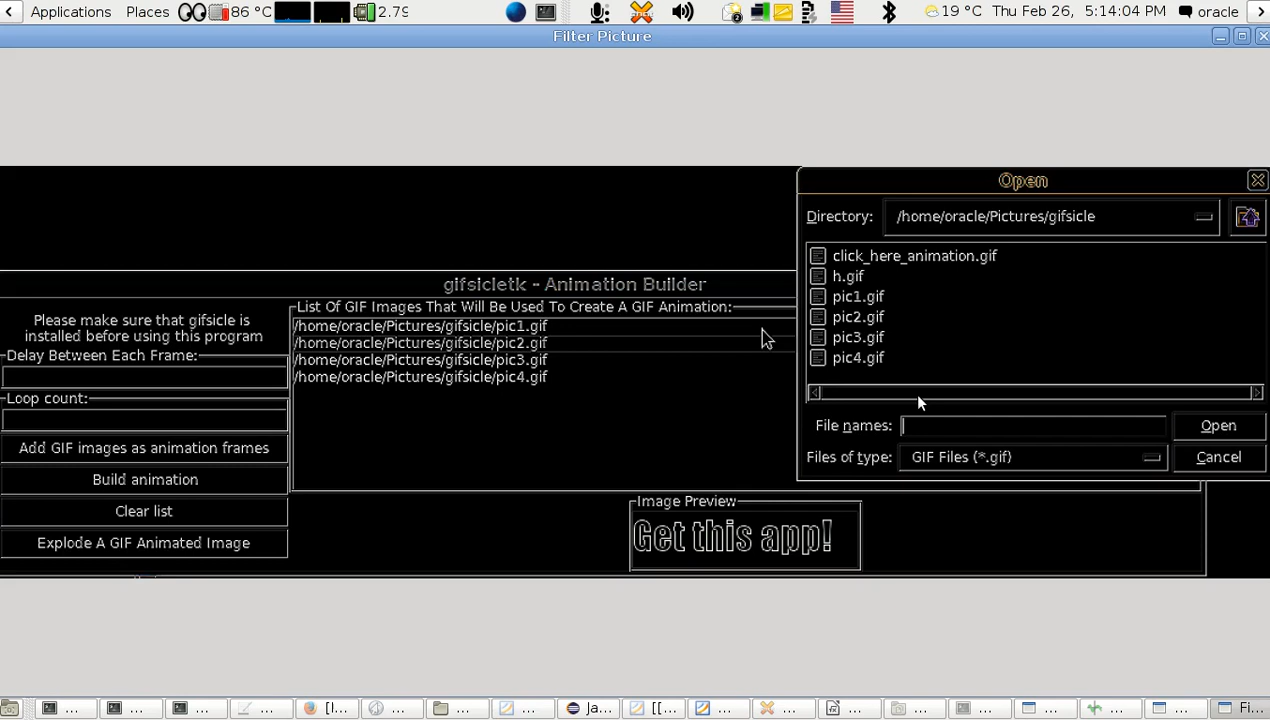 Applications Places 86 °C 2.79 19 °C Thu Feb 26, 5:14:04 PM oracle
Filter Picture
Open
Directory: /home/oracle/Pictures/gifsicle
click_here_animation.gif
h.gif
pic1.gif
pic2.gif
pic3.gif
pic4.gif
File names: Open
Files of type: GIF Files (*.gif) Cancel
gifsicletk - Animation Builder
Please make sure that gifsicle is
installed before using this program
Delay Between Each Frame:
Loop count:
Add GIF images as animation frames
Build animation
Clear list
Explode A GIF Animated Image
List Of GIF Images That Will Be Used To Create A GIF Animation:
/home/oracle/Pictures/gifsicle/pic1.gif
/home/oracle/Pictures/gifsicle/pic2.gif
/home/oracle/Pictures/gifsicle/pic3.gif
/home/oracle/Pictures/gifsicle/pic4.gif
Image Preview
Get this app!
... ... ... ... [I... ... ... ... Ja... [[... ... ... ... ... ... ... ... ... Fi...